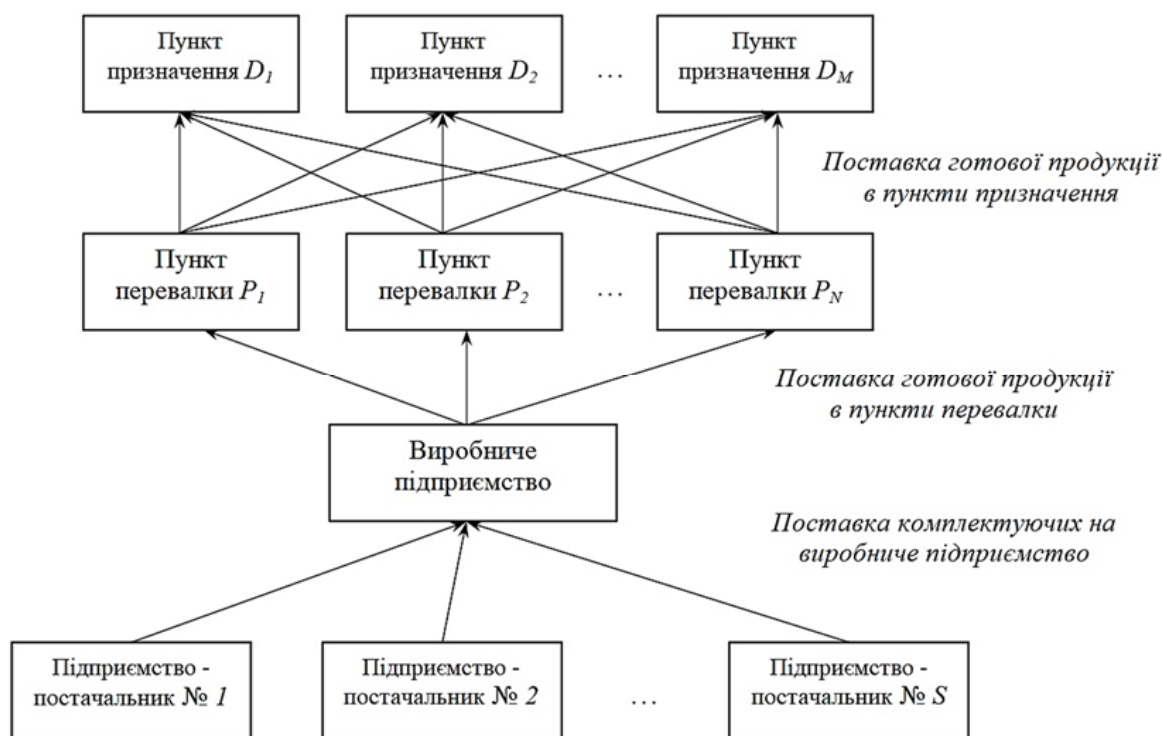 Пункт
призначення D1
Пункт
призначення D2
...
Пункт
призначення DM
Поставка готової продукції
в пункти призначення
Пункт
перевалки P1
Пункт
перевалки P2
...
Пункт
перевалки PN
Поставка готової продукції
в пункти перевалки
Виробниче
підприємство
Поставка комплектуючих на
виробниче підприємство
Підприємство -
постачальник № 1
Підприємство -
постачальник № 2
...
Підприємство -
постачальник № S